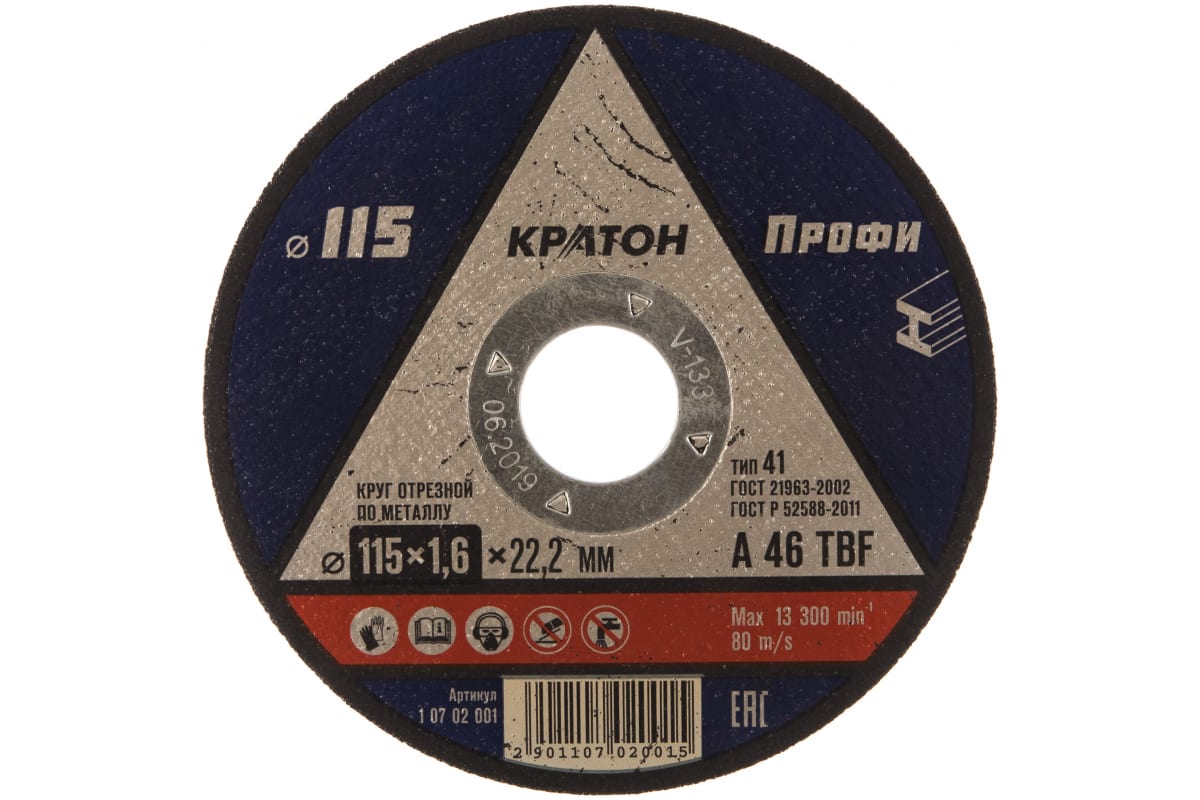 КРАТОН
ø 115
Профи
V-133
06.2019
КРУГ ОТРЕЗНОЙ
ПО МЕТАЛЛУ
ø 115×1,6 ×22,2 ММ
ТИП 41
ГОСТ 21963-2002
ГОСТ Р 52588-2011
A 46 TBF
Max 13 300 min⁻¹
80 m/s
Артикул
1 07 02 001
2 901107 020015
EAC